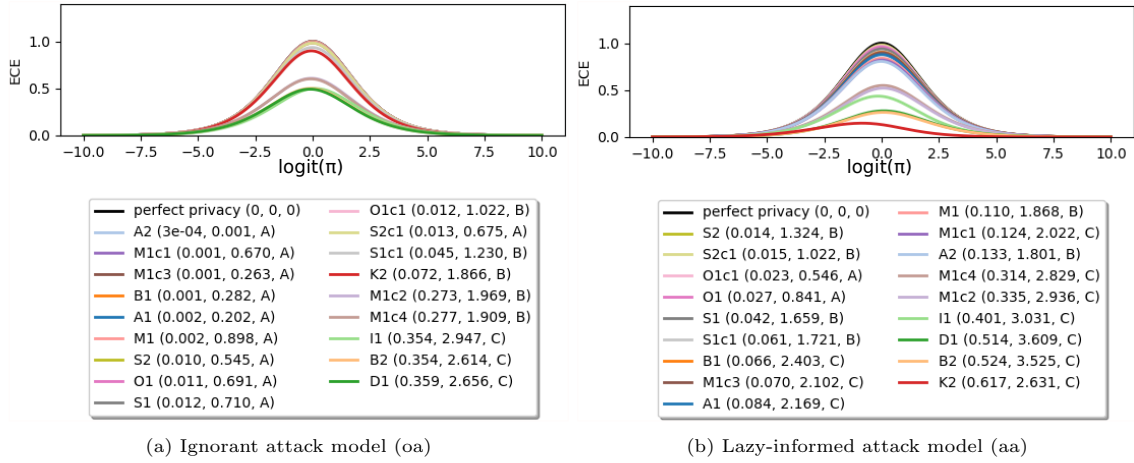 1.0
0.5
0.0
ECE
−10.0 −7.5 −5.0 −2.5 0.0 2.5 5.0 7.5 10.0
logit(π)
perfect privacy (0, 0, 0)
A2 (3e-04, 0.001, A)
M1c1 (0.001, 0.670, A)
M1c3 (0.001, 0.263, A)
B1 (0.001, 0.282, A)
A1 (0.002, 0.202, A)
M1 (0.002, 0.898, A)
S2 (0.010, 0.545, A)
O1 (0.011, 0.691, A)
S1 (0.012, 0.710, A)
O1c1 (0.012, 1.022, B)
S2c1 (0.013, 0.675, A)
S1c1 (0.045, 1.230, B)
K2 (0.072, 1.866, B)
M1c2 (0.273, 1.969, B)
M1c4 (0.277, 1.909, B)
I1 (0.354, 2.947, C)
B2 (0.354, 2.614, C)
D1 (0.359, 2.656, C)
(a) Ignorant attack model (oa)
1.0
0.5
0.0
ECE
−10.0 −7.5 −5.0 −2.5 0.0 2.5 5.0 7.5 10.0
logit(π)
perfect privacy (0, 0, 0)
S2 (0.014, 1.324, B)
S2c1 (0.015, 1.022, B)
O1c1 (0.023, 0.546, A)
O1 (0.027, 0.841, A)
S1 (0.042, 1.659, B)
S1c1 (0.061, 1.721, B)
B1 (0.066, 2.403, C)
M1c3 (0.070, 2.102, C)
A1 (0.084, 2.169, C)
M1 (0.110, 1.868, B)
M1c1 (0.124, 2.022, C)
A2 (0.133, 1.801, B)
M1c4 (0.314, 2.829, C)
M1c2 (0.335, 2.936, C)
I1 (0.401, 3.031, C)
D1 (0.514, 3.609, C)
B2 (0.524, 3.525, C)
K2 (0.617, 2.631, C)
(b) Lazy-informed attack model (aa)